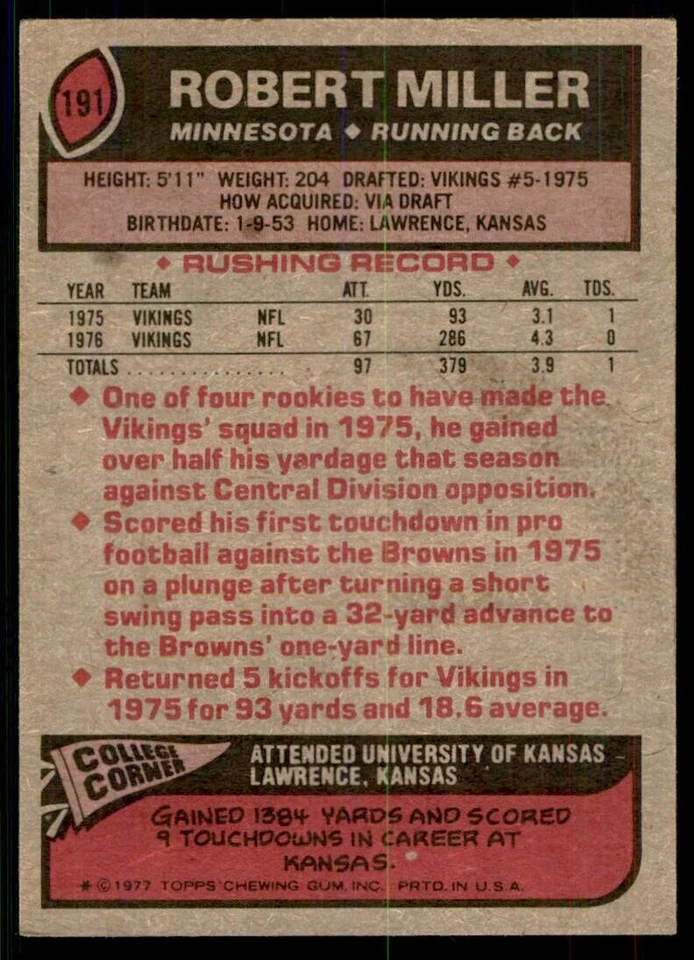 191
ROBERT MILLER
MINNESOTA ◆ RUNNING BACK
HEIGHT: 5'11" WEIGHT: 204 DRAFTED: VIKINGS #5-1975
HOW ACQUIRED: VIA DRAFT
BIRTHDATE: 1-9-53 HOME: LAWRENCE, KANSAS
◆ RUSHING RECORD ◆
YEAR TEAM ATT. YDS. AVG. TDS.
1975 VIKINGS NFL 30 93 3.1 1
1976 VIKINGS NFL 67 286 4.3 0
TOTALS ............... 97 379 3.9 1
◆ One of four rookies to have made the
Vikings' squad in 1975, he gained
over half his yardage that season
against Central Division opposition.
◆ Scored his first touchdown in pro
football against the Browns in 1975
on a plunge after turning a short
swing pass into a 32-yard advance to
the Browns' one-yard line.
◆ Returned 5 kickoffs for Vikings in
1975 for 93 yards and 18.6 average.
COLLEGE
CORNER
ATTENDED UNIVERSITY OF KANSAS
LAWRENCE, KANSAS
GAINED 1384 YARDS AND SCORED
9 TOUCHDOWNS IN CAREER AT
KANSAS.
* ©1977 TOPPS CHEWING GUM, INC. PRTD. IN U.S.A.